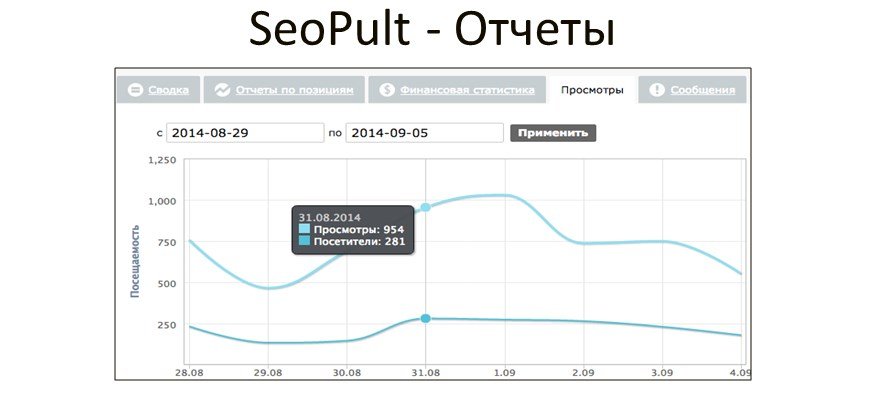 SeoPult - Отчеты
Сводка
Отчеты по позициям
Финансовая статистика
Просмотры
Сообщения
с 2014-08-29 по 2014-09-05 Применить
1,250
1,000
750
500
250
Посещаемость
31.08.2014
Просмотры: 954
Посетители: 281
28.08 29.08 30.08 31.08 1.09 2.09 3.09 4.09